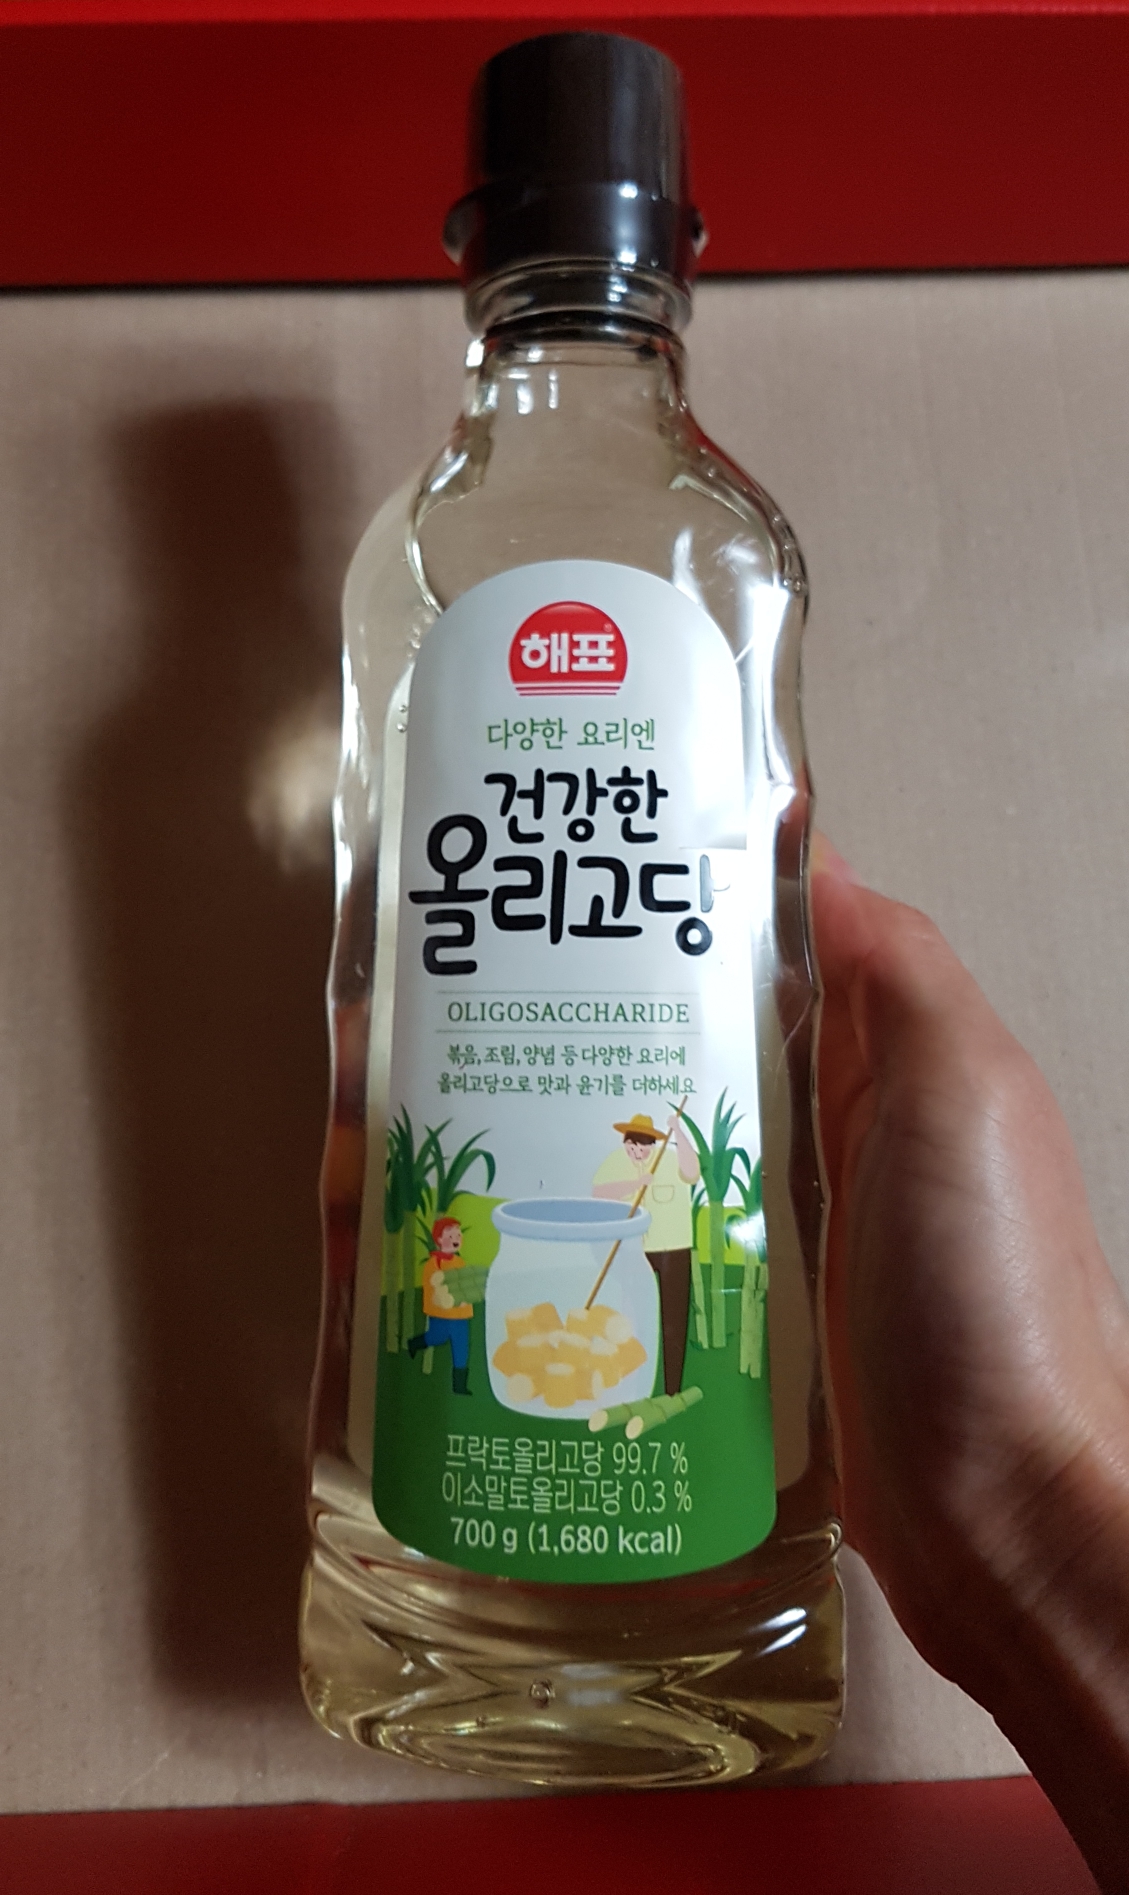 해표
다양한 요리엔
건강한
올리고당
OLIGOSACCHARIDE
볶음, 조림, 양념 등 다양한 요리에
올리고당으로 맛과 윤기를 더하세요
프락토올리고당 99.7 %
이소말토올리고당 0.3 %
700 g (1,680 kcal)